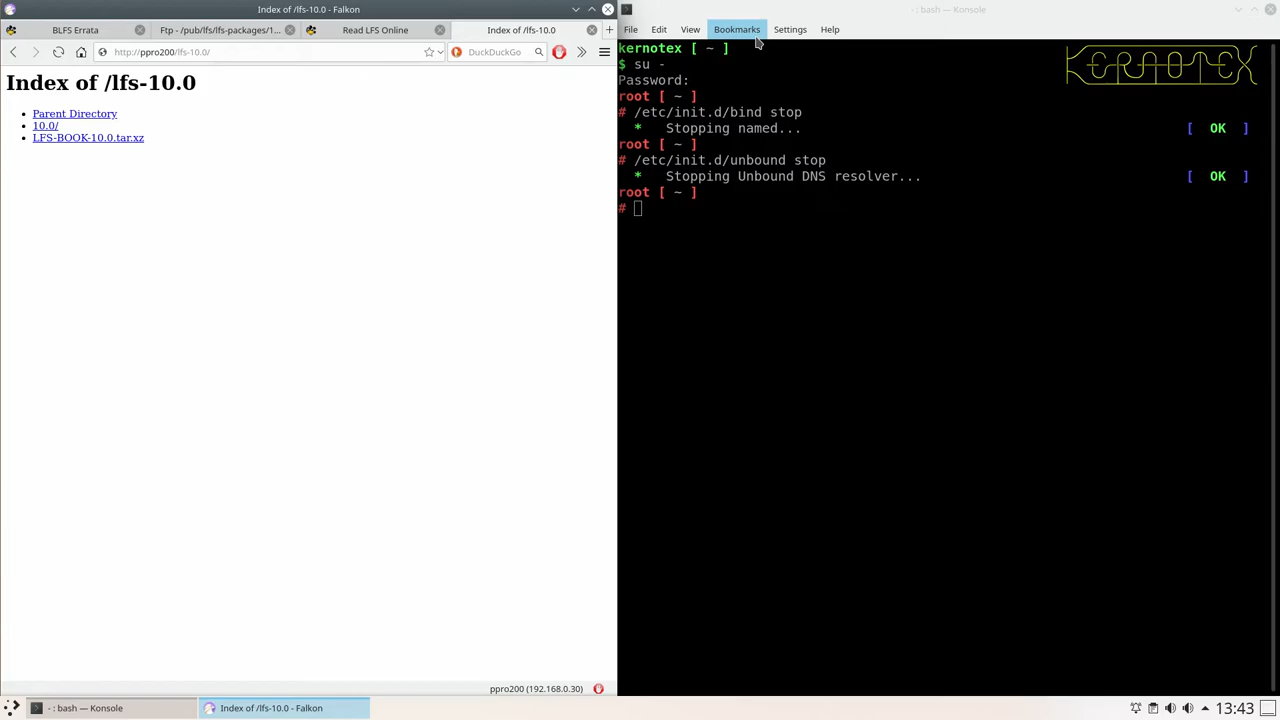 Index of /lfs-10.0 - Falkon
BLFS Errata
Ftp - /pub/lfs/lfs-packages/1...
Read LFS Online
Index of /lfs-10.0
http://ppro200/lfs-10.0/
DuckDuckGo
Index of /lfs-10.0
Parent Directory
10.0/
LFS-BOOK-10.0.tar.xz
ppro200 (192.168.0.30)
- : bash — Konsole
File Edit View Bookmarks Settings Help
kernotex [ ~ ]
$ su -
Password:
root [ ~ ]
# /etc/init.d/bind stop
* Stopping named... [ OK ]
root [ ~ ]
# /etc/init.d/unbound stop
* Stopping Unbound DNS resolver... [ OK ]
root [ ~ ]
#
KERNOTEX
- : bash — Konsole
Index of /lfs-10.0 - Falkon
13:43